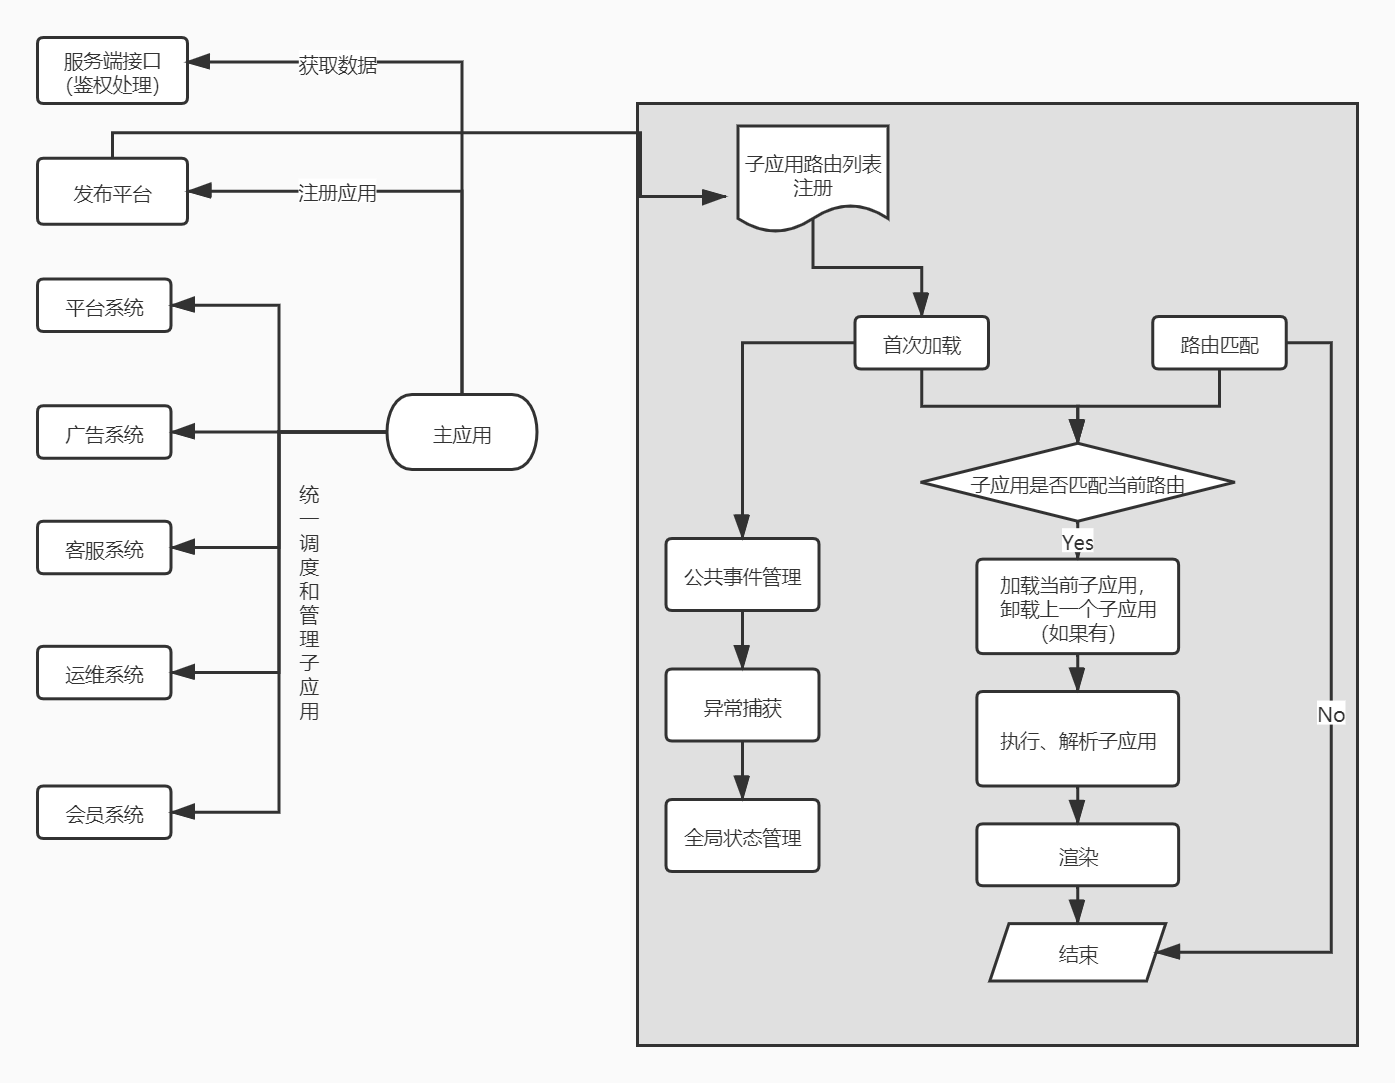 服务端接口
（鉴权处理）
获取数据
发布平台
注册应用
平台系统
广告系统
客服系统
运维系统
会员系统
主应用
统
一
调
度
和
管
理
子
应
用
子应用路由列表
注册
首次加载
路由匹配
子应用是否匹配当前路由
Yes
公共事件管理
加载当前子应用，
卸载上一个子应用
（如果有）
异常捕获
执行、解析子应用
No
全局状态管理
渲染
结束